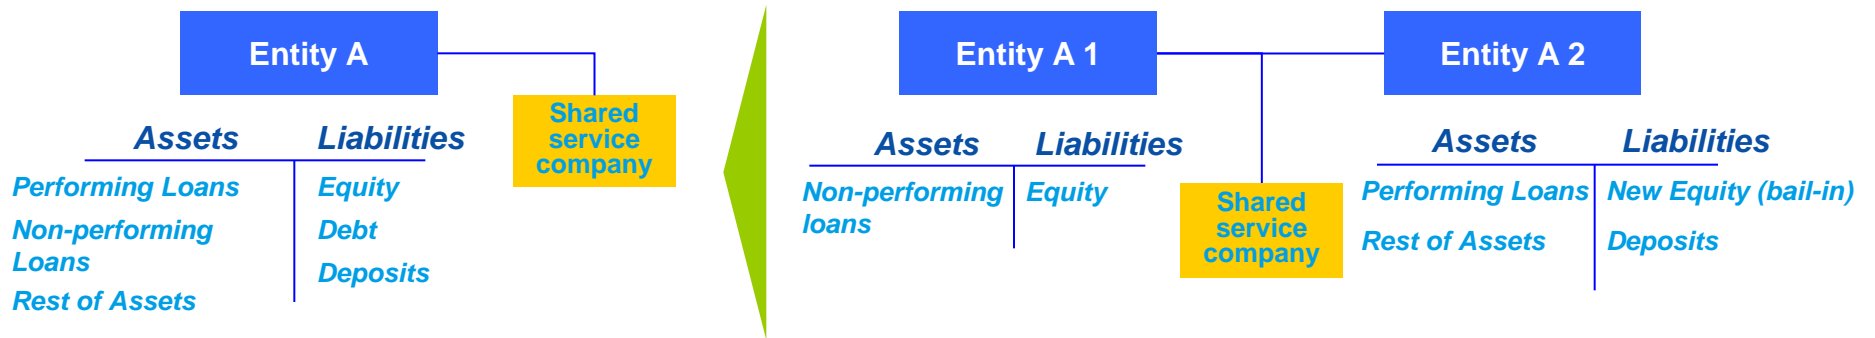 Entity A
Shared
service
company
Assets
Liabilities
Performing Loans
Equity
Non-performing
Loans
Debt
Deposits
Rest of Assets
Entity A 1
Entity A 2
Assets
Liabilities
Non-performing
loans
Equity
Shared
service
company
Assets
Liabilities
Performing Loans
New Equity (bail-in)
Rest of Assets
Deposits